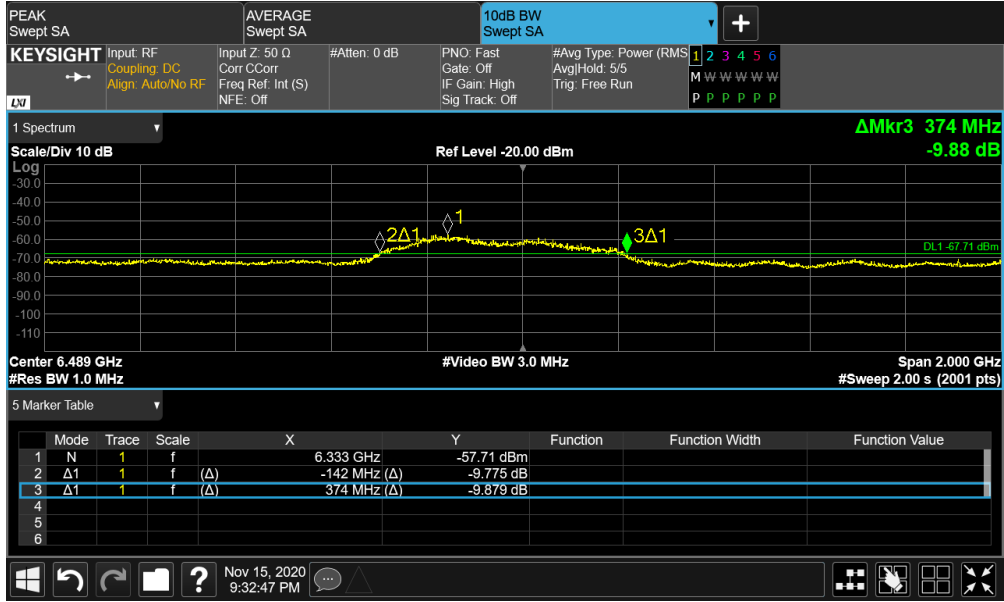 PEAK
Swept SA
AVERAGE
Swept SA
10dB BW
Swept SA
KEYSIGHT
LXI
Input: RF
Coupling: DC
Align: Auto/No RF
Input Z: 50 Ω
Corr CCorr
Freq Ref: Int (S)
NFE: Off
#Atten: 0 dB
PNO: Fast
Gate: Off
IF Gain: High
Sig Track: Off
#Avg Type: Power (RMS
Avg|Hold: 5/5
Trig: Free Run
1 2 3 4 5 6
M W W W W W
P P P P P P
1 Spectrum
ΔMkr3 374 MHz
-9.88 dB
Scale/Div 10 dB
Ref Level -20.00 dBm
Log
-30.0
-40.0
-50.0
-60.0
-70.0
-80.0
-90.0
-100
-110
1
2Δ1
3Δ1
DL1 -67.71 dBm
Center 6.489 GHz
#Video BW 3.0 MHz
Span 2.000 GHz
#Res BW 1.0 MHz
#Sweep 2.00 s (2001 pts)
5 Marker Table
Mode Trace Scale X Y Function Function Width Function Value
1 N 1 f 6.333 GHz -57.71 dBm
2 Δ1 1 f (Δ) -142 MHz (Δ) -9.775 dB
3 Δ1 1 f (Δ) 374 MHz (Δ) -9.879 dB
4
5
6
?
Nov 15, 2020
9:32:47 PM